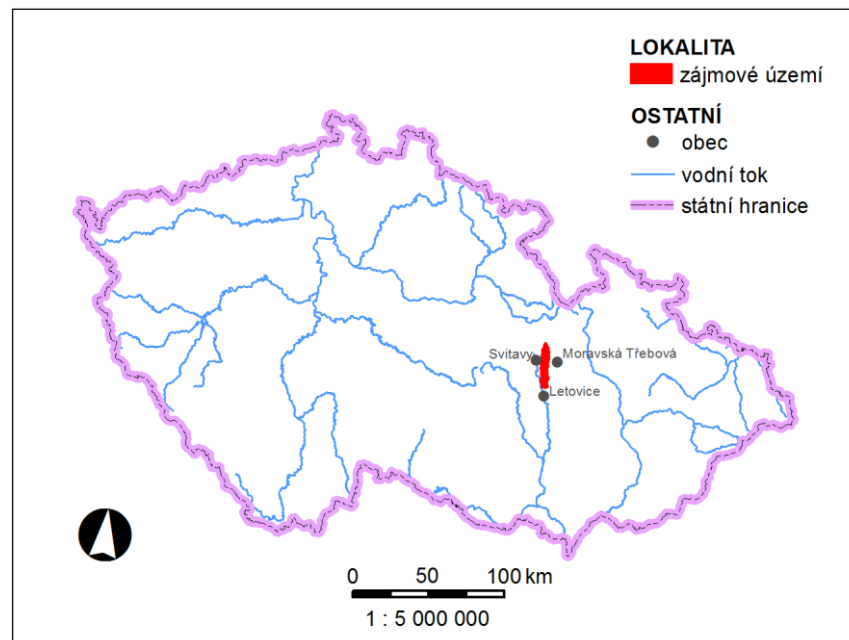 LOKALITA
zájmové území
OSTATNÍ
obec
vodní tok
státní hranice
Svitavy
Moravská Třebová
Letovice
0 50 100 km
1 : 5 000 000